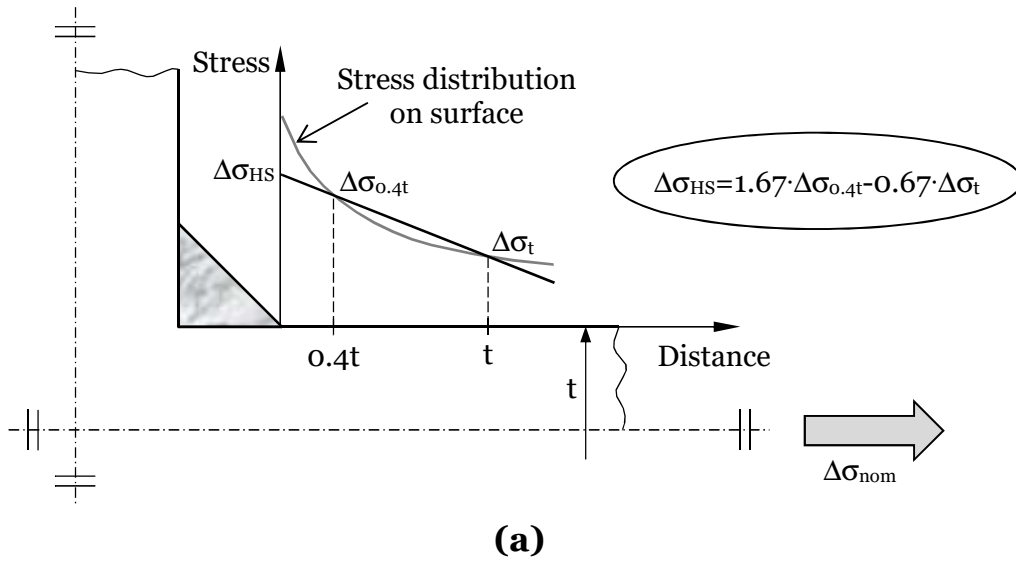 Stress
Stress distribution
on surface
ΔσHS
Δσ0.4t
ΔσHS=1.67·Δσ0.4t-0.67·Δσt
Δσt
0.4t
t
Distance
t
Δσnom
(a)